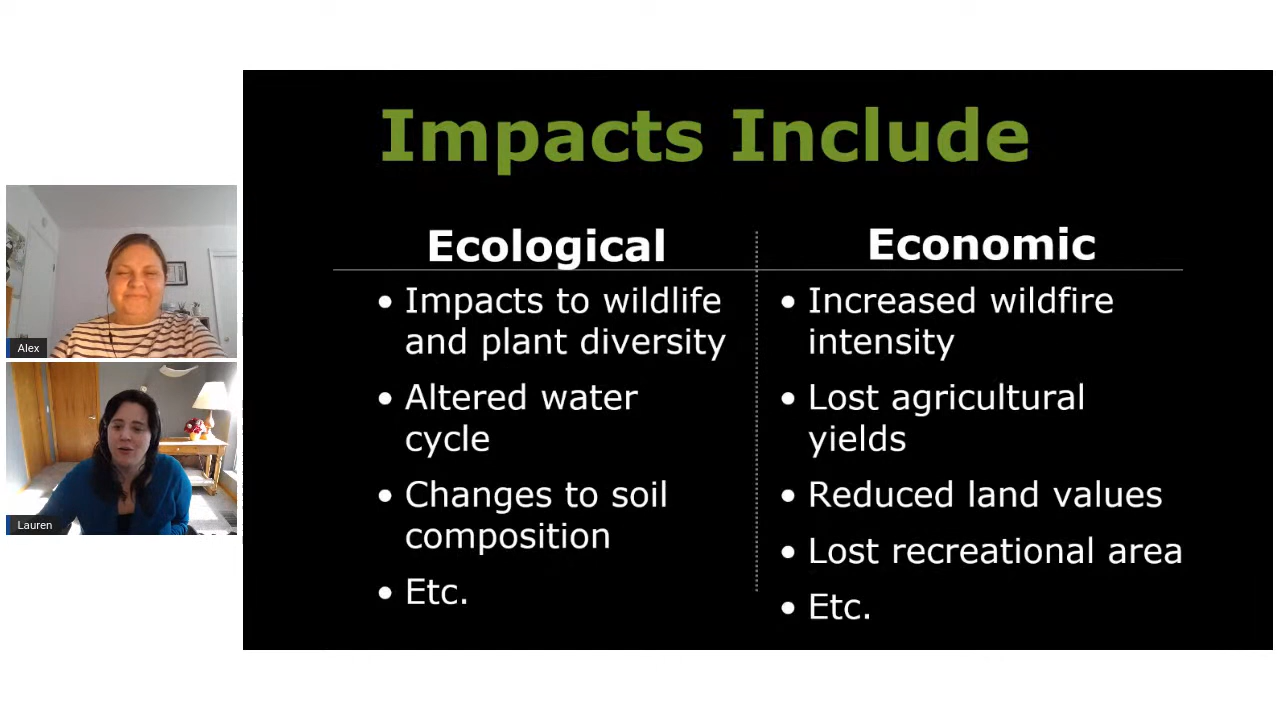 Impacts Include
Ecological
• Impacts to wildlife
and plant diversity
• Altered water
cycle
• Changes to soil
composition
• Etc.
Economic
• Increased wildfire
intensity
• Lost agricultural
yields
• Reduced land values
• Lost recreational area
• Etc.
Alex
Lauren